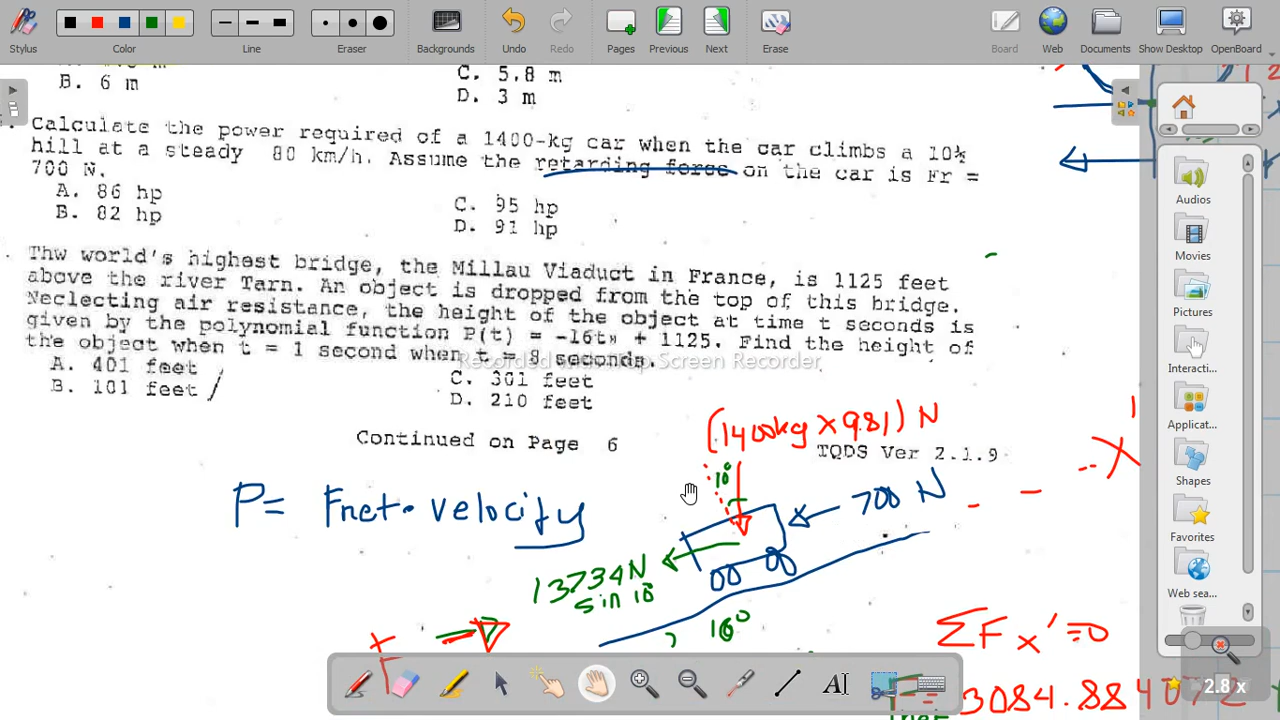 Stylus Color Line Eraser Backgrounds Undo Redo Pages Previous Next Erase Board Web Documents Show Desktop OpenBoard
B. 6 m
C. 5.8 m
D. 3 m
Calculate the power required of a 1400-kg car when the car climbs a 10½
hill at a steady 80 km/h. Assume the retarding force on the car is Fr =
700 N.
A. 86 hp
B. 82 hp
C. 95 hp
D. 91 hp
Thw world's highest bridge, the Millau Viaduct in France, is 1125 feet
above the river Tarn. An object is dropped from the top of this bridge.
Neclecting air resistance, the height of the object at time t seconds is
given by the polynomial function P(t) = -16t» + 1125. Find the height of
the object when t = 1 second when t = 8 seconds.
A. 401 feet
B. 101 feet /
C. 301 feet
D. 210 feet
Continued on Page 6
TQDS Ver 2.1.9
(1400kg x 9.81) N
10°
700 N
P= Fnet. velocity
13734N
sin 10°
10°
ΣFx'=0
3084.884072
Audios
Movies
Pictures
Interacti...
Applicat...
Shapes
Favorites
Web sea...
2.8 x